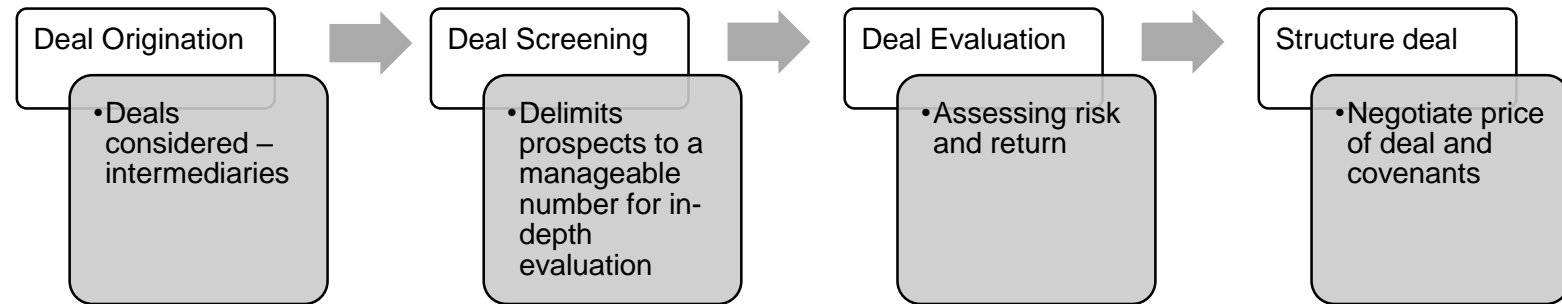 Deal Origination
•Deals
considered –
intermediaries
Deal Screening
•Delimits
prospects to a
manageable
number for in-
depth
evaluation
Deal Evaluation
•Assessing risk
and return
Structure deal
•Negotiate price
of deal and
covenants